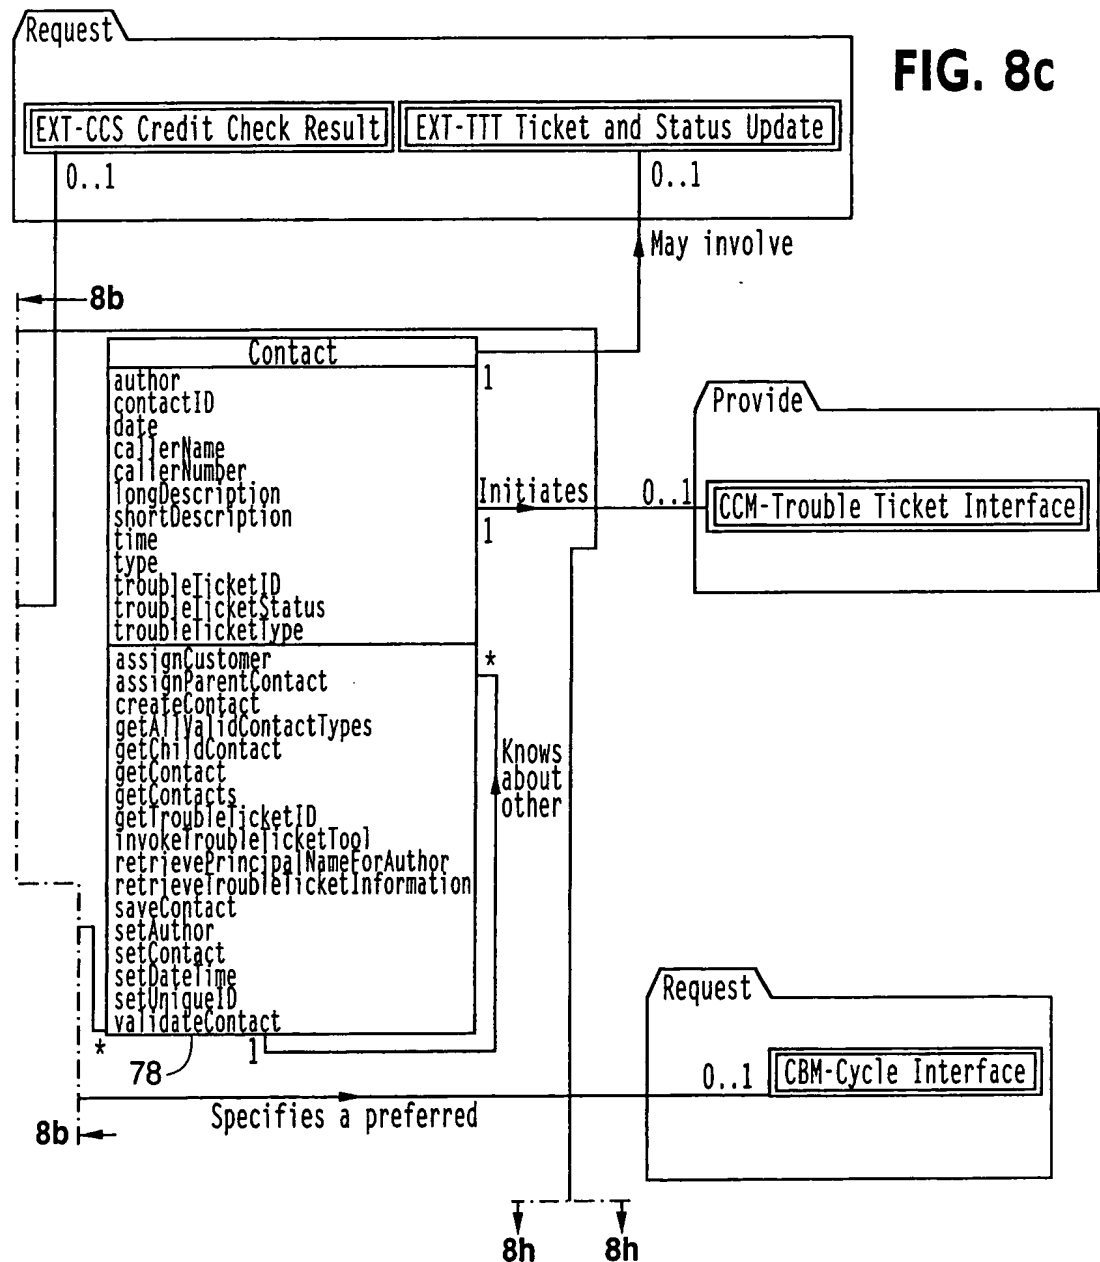 Request
FIG. 8c
EXT-CCS Credit Check Result
EXT-TTT Ticket and Status Update
0..1
0..1
May involve
8b
Contact
1
author
contactID
date
callerName
callerNumber
longDescription
shortDescription
time
type
troubleTicketID
troubleTicketStatus
troubleTicketType
Initiates
1
0..1
Provide
CCM-Trouble Ticket Interface
assignCustomer
assignParentContact
createContact
getAllValidContactTypes
getChildContact
getContact
getContacts
getTroubleTicketID
invokeTroubleTicketTool
retrievePrincipalNameForAuthor
retrieveTroubleTicketInformation
saveContact
setAuthor
setContact
setDateTime
setUniqueID
validateContact
*
Knows
about
other
*
1
78
Request
0..1
CBM-Cycle Interface
Specifies a preferred
8b
8h
8h